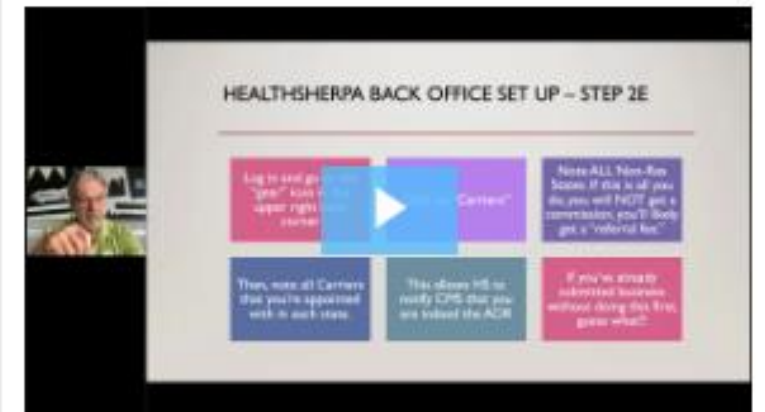 HEALTHSHERPA BACK OFFICE SET UP – STEP 2E
Log in and go
"gear" icon
upper right
corner
Carriers"
Note ALL Non-Res
States. If this is all you
do, you will NOT get a
commission, you'll likely
get a "referral fee."
Then, note all Carriers
that you're appointed
with in each state.
This allows HS to
notify CMS that you
are indeed the AOR
If you've already
submitted business
without doing this first,
guess what?!